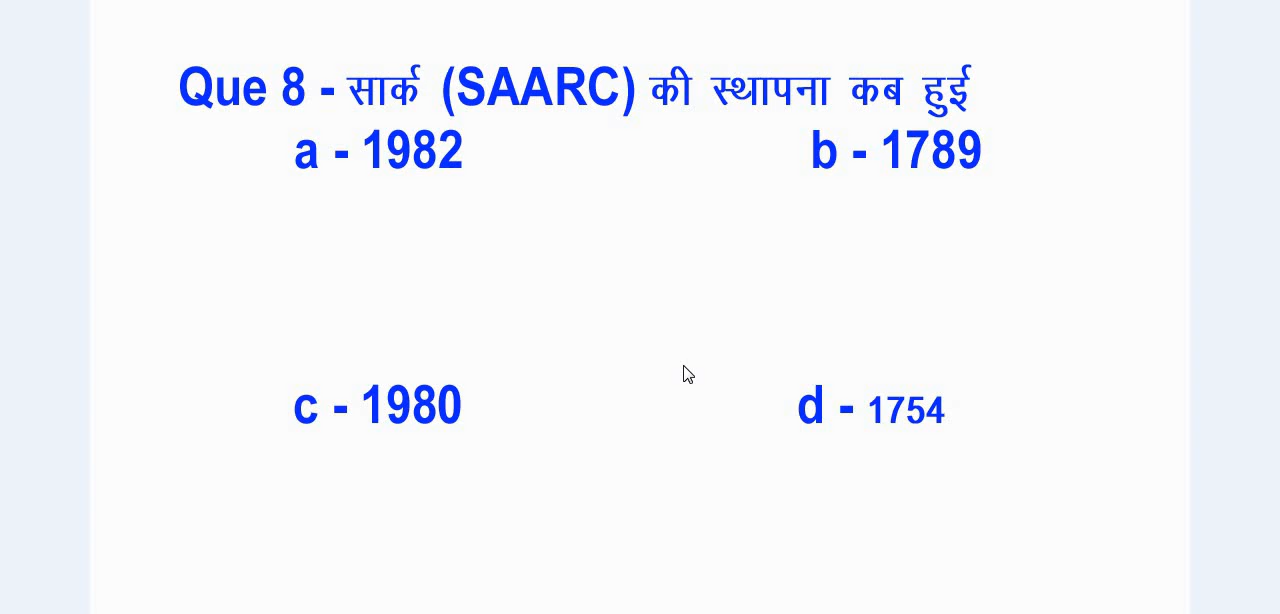 Que 8 - सार्क (SAARC) की स्थापना कब हुई
a - 1982 b - 1789
c - 1980 d - 1754